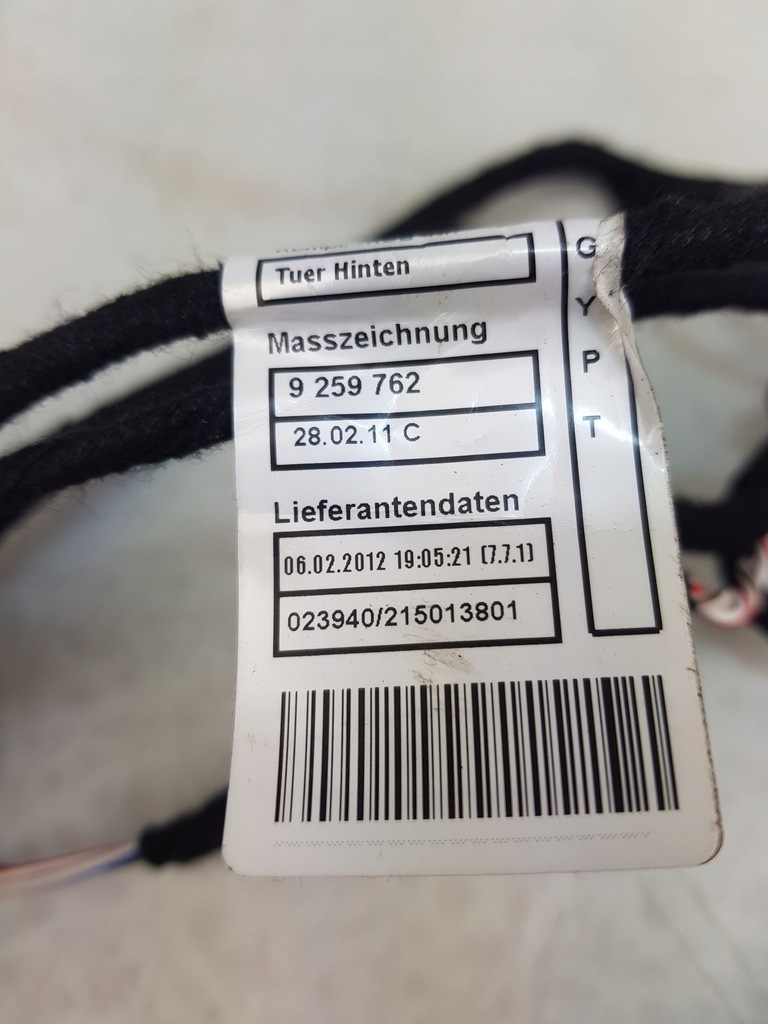 Tuer Hinten
Masszeichnung
9 259 762
28.02.11 C
Lieferantendaten
06.02.2012 19:05:21 (7.7.1)
023940/215013801
G
Y
P
T